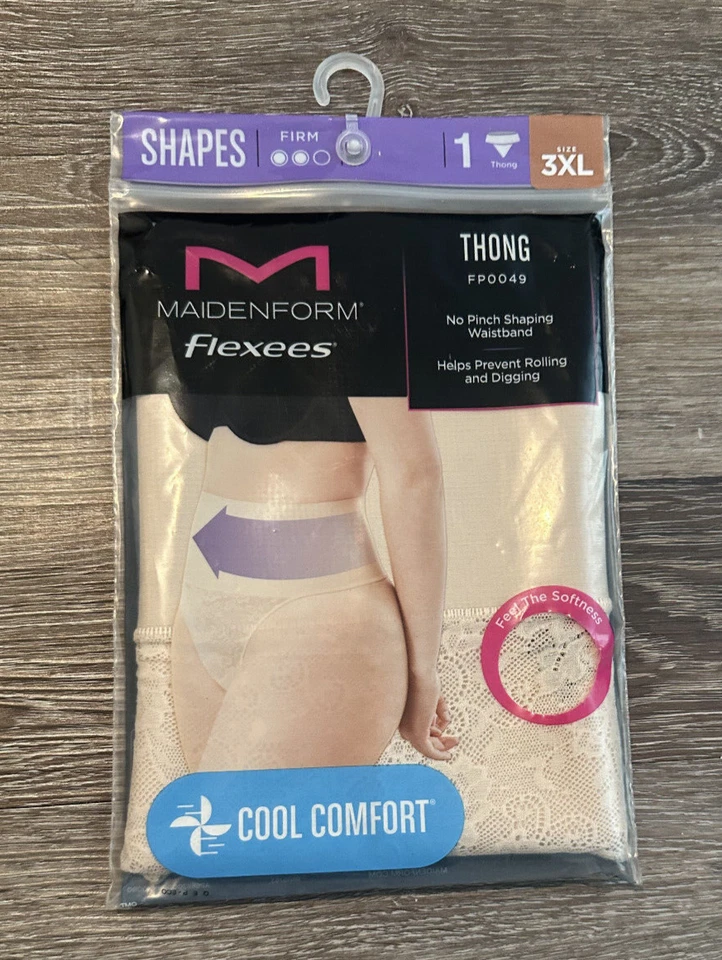 SHAPES
FIRM
1
Thong
SIZE
3XL
MAIDENFORM®
flexees®
THONG
FP0049
No Pinch Shaping
Waistband
Helps Prevent Rolling
and Digging
Feel The Softness
COOL COMFORT®